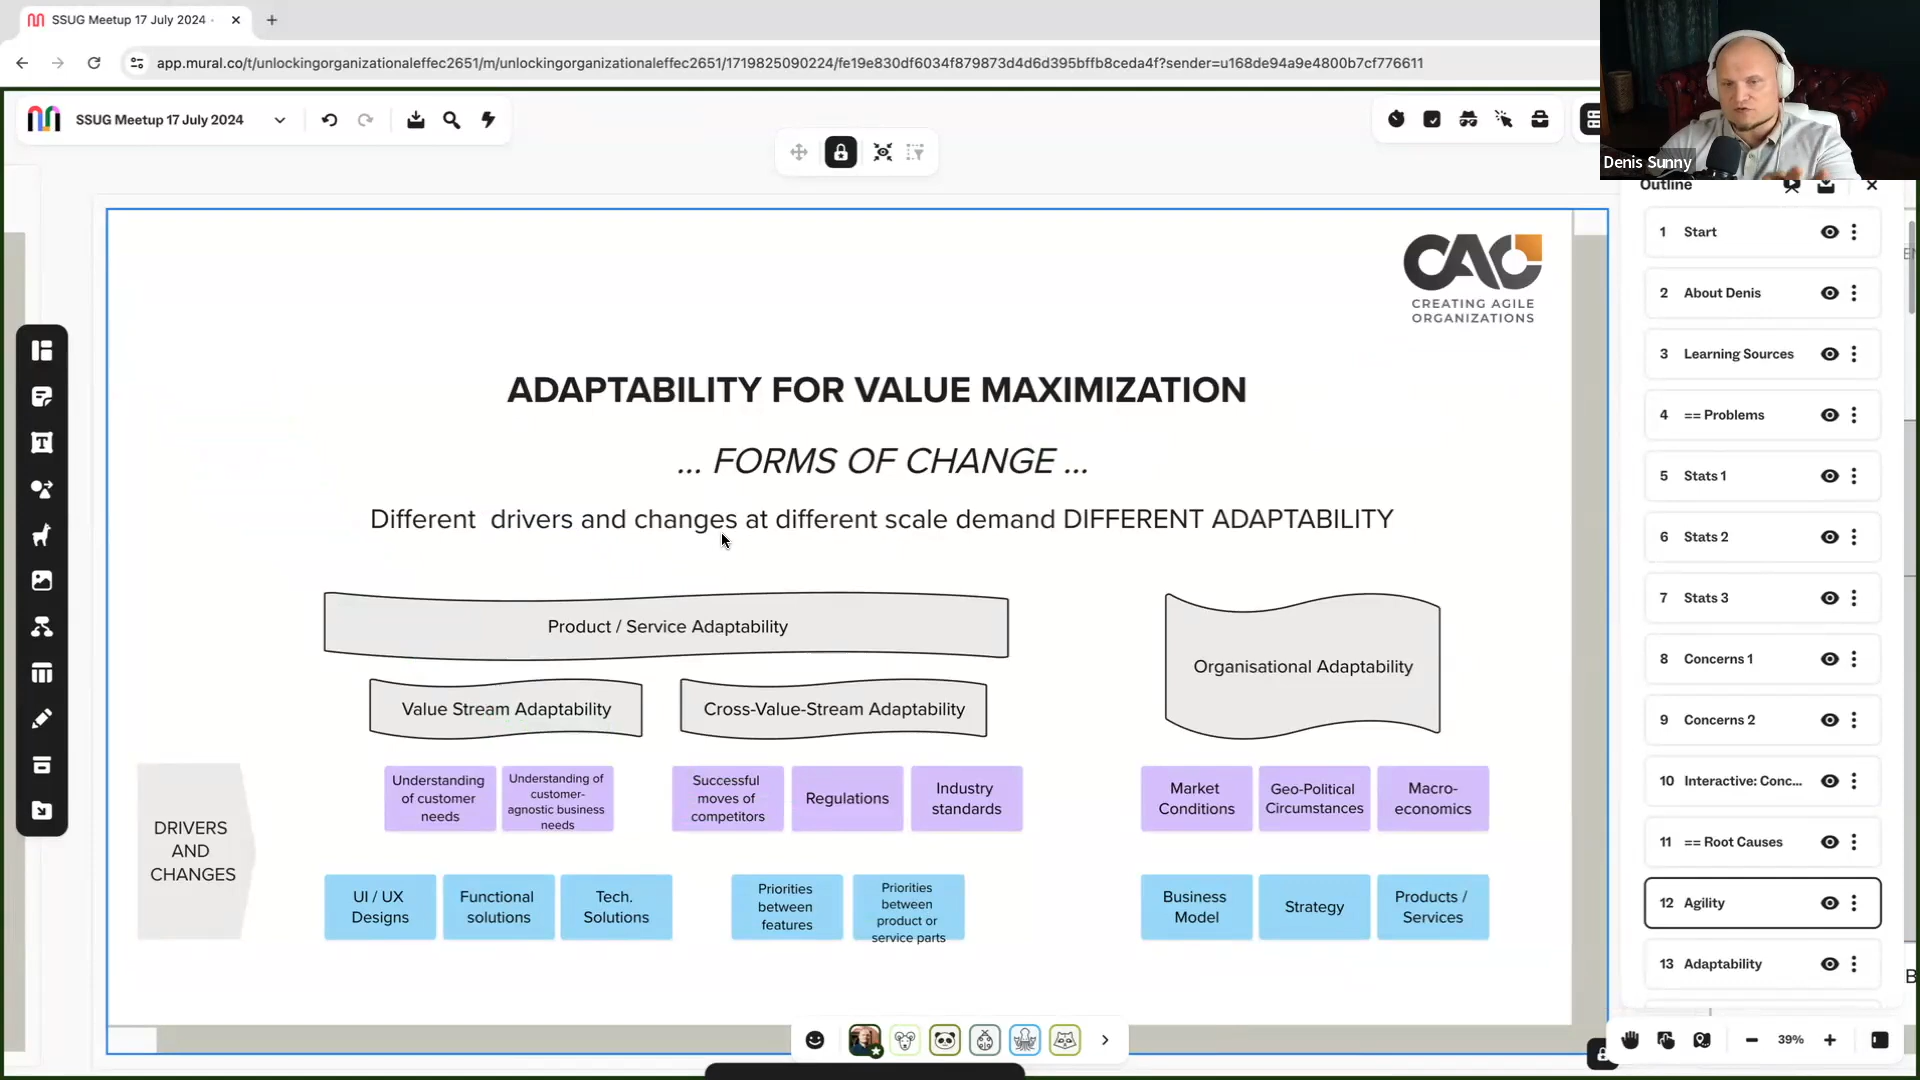 SSUG Meetup 17 July 2024 -
app.mural.co/t/unlockingorganizationaleffec2651/m/unlockingorganizationaleffec2651/1719825090224/fe19e830df6034f879873d4d6d395bffb8ceda4f?sender=u168de94a9e4800b7cf776611
SSUG Meetup 17 July 2024
Denis Sunny
CAO
CREATING AGILE
ORGANIZATIONS
ADAPTABILITY FOR VALUE MAXIMIZATION
... FORMS OF CHANGE ...
Different drivers and changes at different scale demand DIFFERENT ADAPTABILITY
Product / Service Adaptability
Value Stream Adaptability
Cross-Value-Stream Adaptability
Organisational Adaptability
DRIVERS
AND
CHANGES
Understanding
of customer
needs
Understanding of
customer-
agnostic business
needs
Successful
moves of
competitors
Regulations
Industry
standards
Market
Conditions
Geo-Political
Circumstances
Macro-
economics
UI / UX
Designs
Functional
solutions
Tech.
Solutions
Priorities
between
features
Priorities
between
product or
service parts
Business
Model
Strategy
Products /
Services
Outline
1 Start
2 About Denis
3 Learning Sources
4 == Problems
5 Stats 1
6 Stats 2
7 Stats 3
8 Concerns 1
9 Concerns 2
10 Interactive: Conc...
11 == Root Causes
12 Agility
13 Adaptability
39%